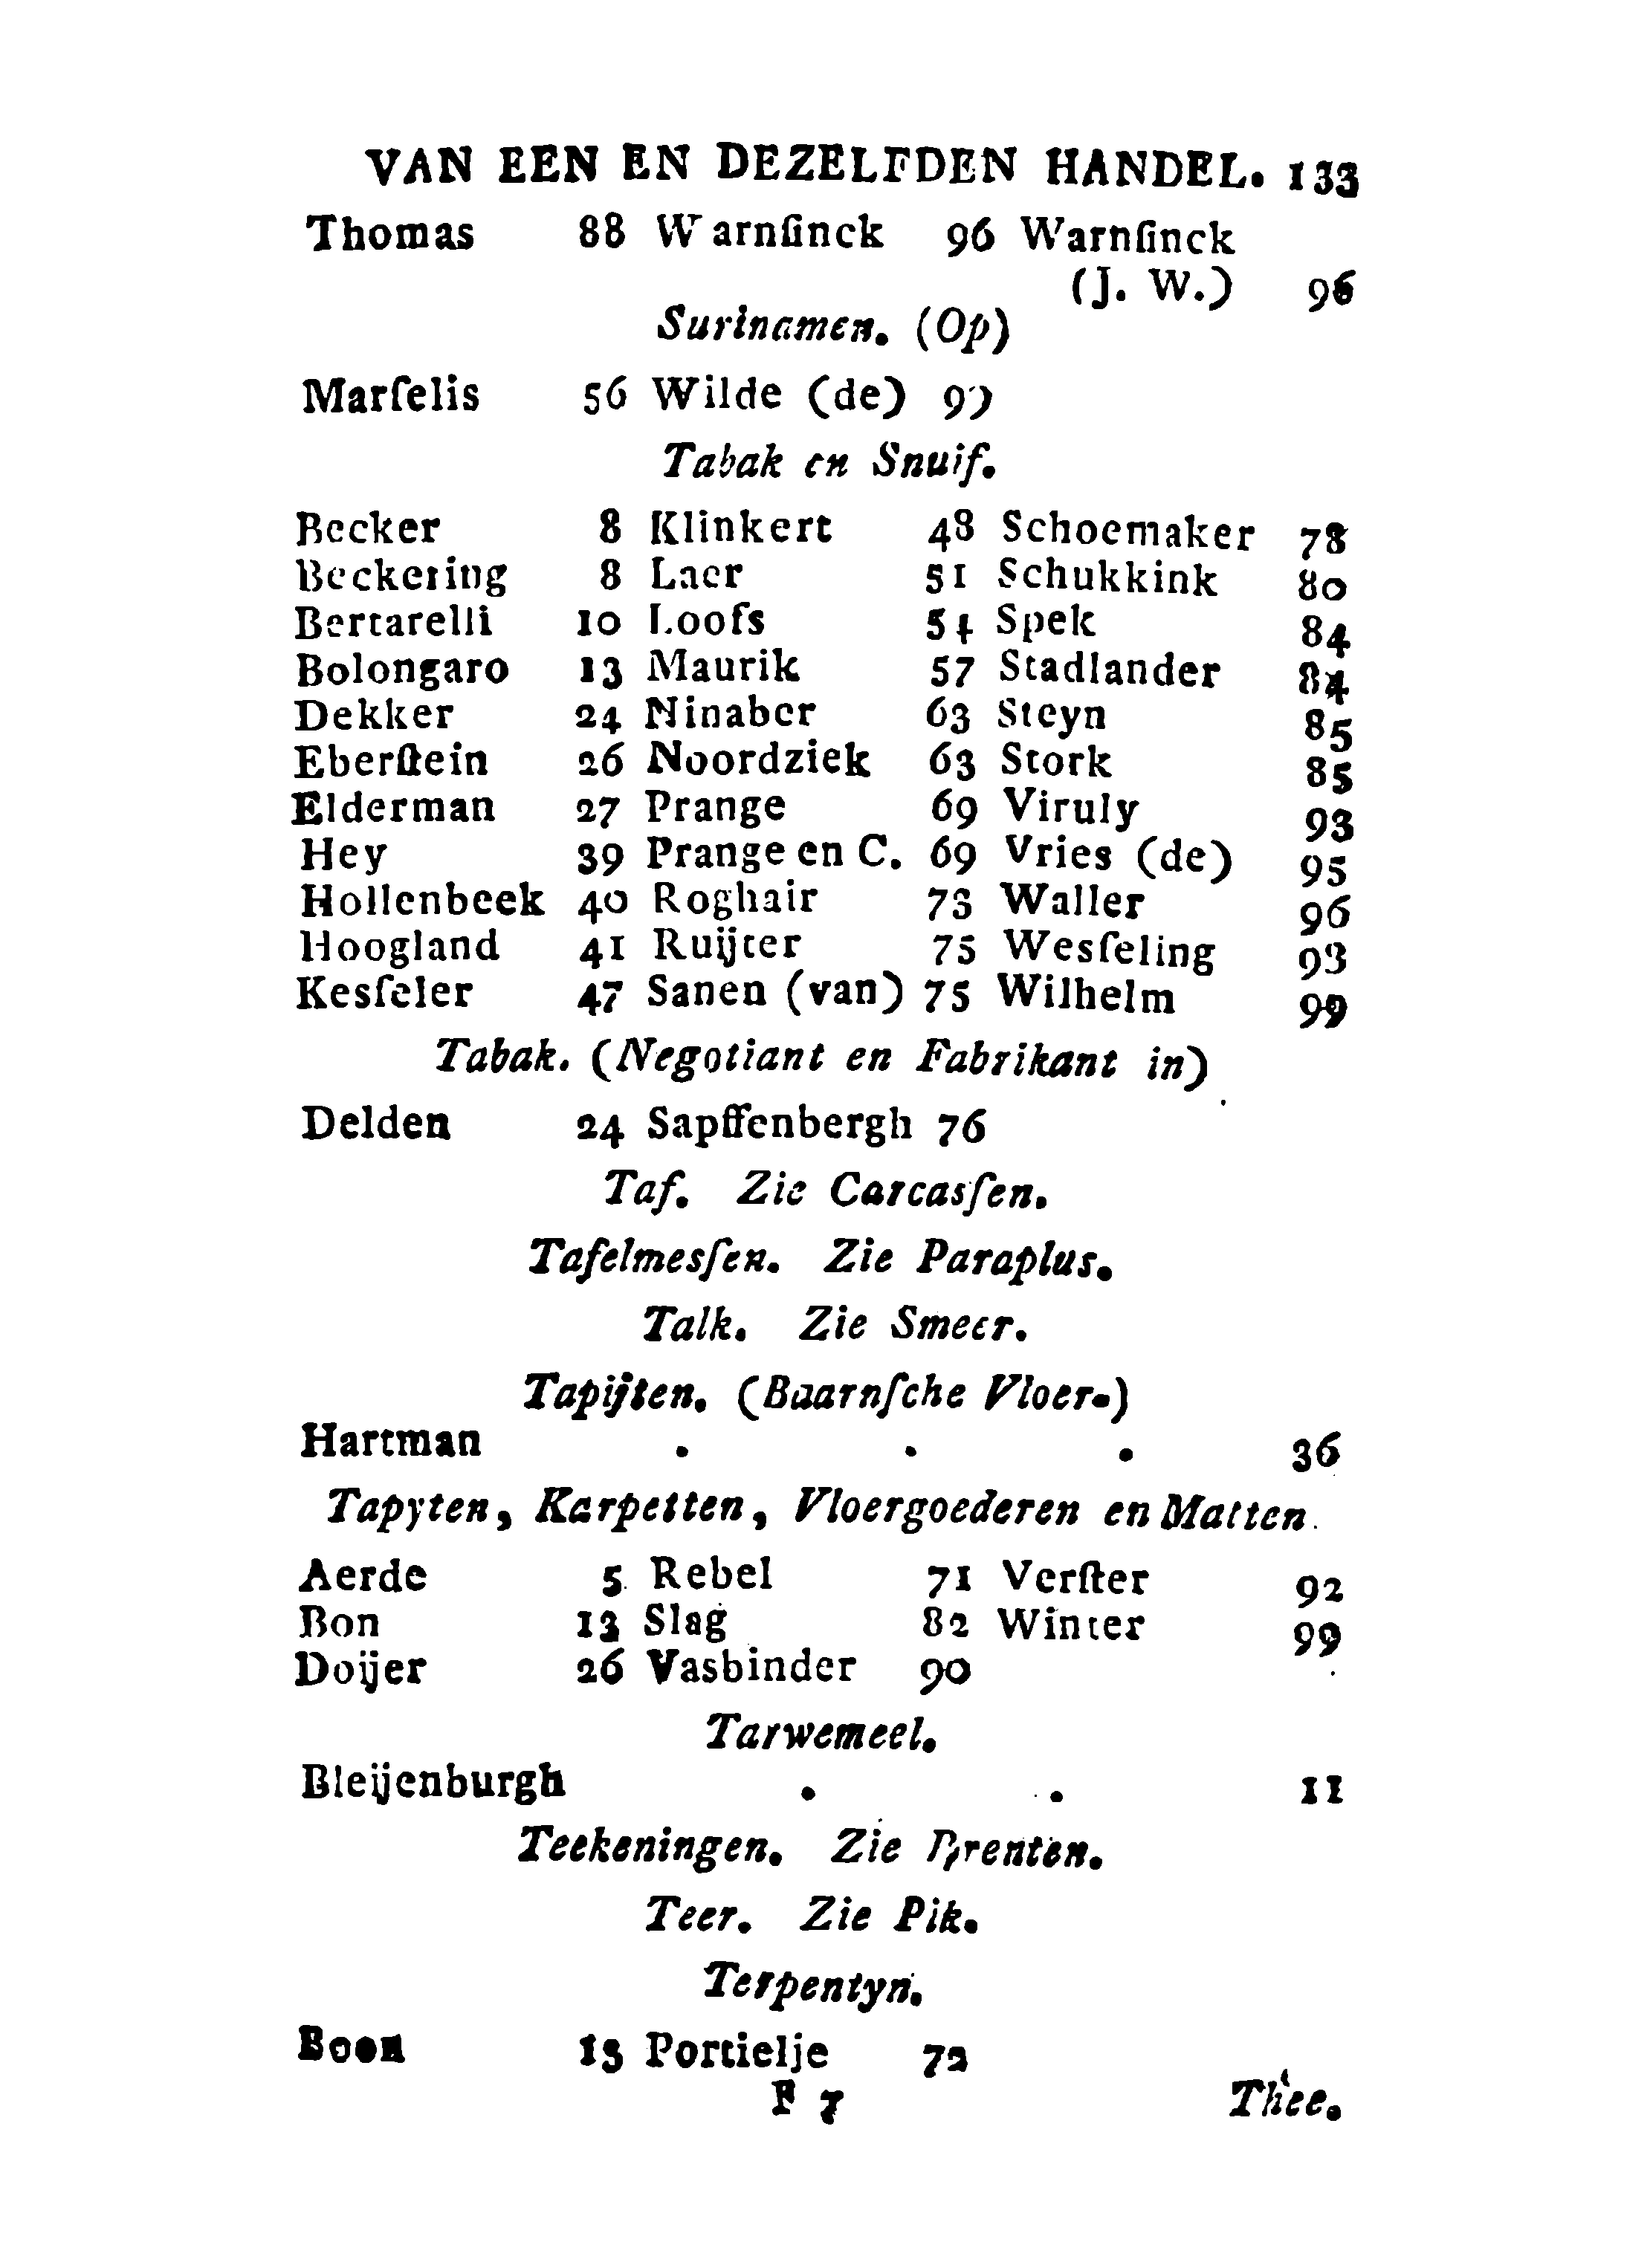 VAN EEN EN DEZELFDEN HANDEL. 133
Thomas 88 Warnſinck 96 Warnſinck
(J. W.) 96
Surinamen. (Op)
Marſelis 56 Wilde (de) 99
Tabak en Snuif.
Becker 8 Klinkert 48 Schoemaker 78
Beckering 8 Laer 51 Schukkink 80
Bertarelli 10 Loofs 54 Spek 84
Bolongaro 13 Maurik 57 Stadlander 84
Dekker 24 Ninaber 63 Steyn 85
Eberſtein 26 Noordziek 63 Stork 85
Elderman 27 Prange 69 Viruly 93
Hey 39 Prange en C. 69 Vries (de) 95
Hollenbeek 40 Roghair 73 Waller 96
Hoogland 41 Ruijter 75 Wesſeling 98
Kesſeler 47 Sanen (van) 75 Wilhelm 99
Tabak. (Negotiant en Fabrikant in)
Delden 24 Sapffenbergh 76
Taf. Zie Carcasſen.
Tafelmesſen. Zie Paraplus.
Talk. Zie Smeer.
Tapijten. (Baarnſche Vloer-)
Hartman . . . 36
Tapyten, Karpetten, Vloergoederen en Matten.
Aerde 5 Rebel 71 Verſter 92
Bon 13 Slag 82 Winter 99
Doijer 26 Vasbinder 90
Tarwemeel.
Bleijenburgh . . 11
Teekeningen. Zie Prenten.
Teer. Zie Pik.
Terpentyn.
Boon 13 Portielje 72
F 7 Thee.